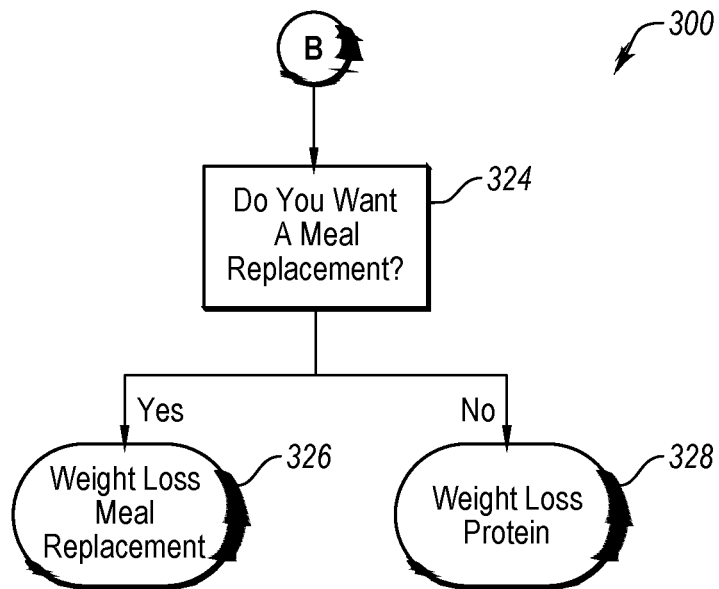 B
300
Do You Want
A Meal
Replacement?
324
Yes
No
Weight Loss
Meal
Replacement
326
Weight Loss
Protein
328